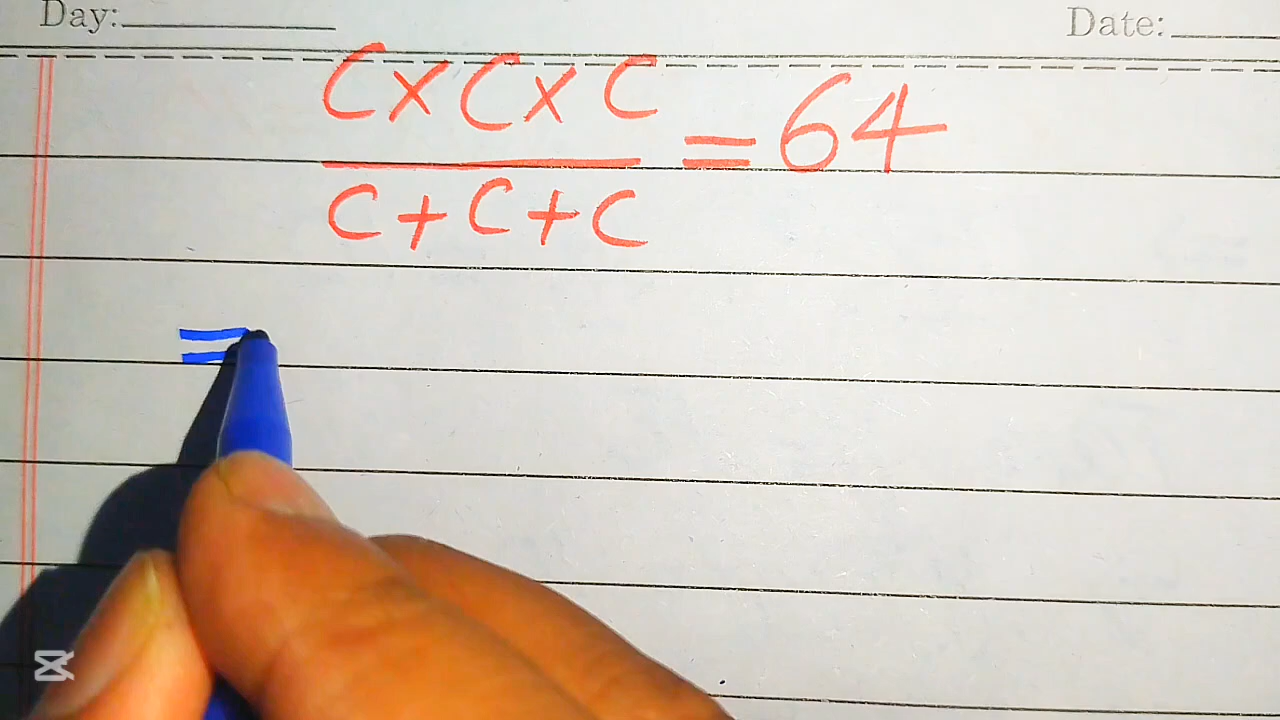 Day: Date:
C×C×C
= 64
C+C+C
=